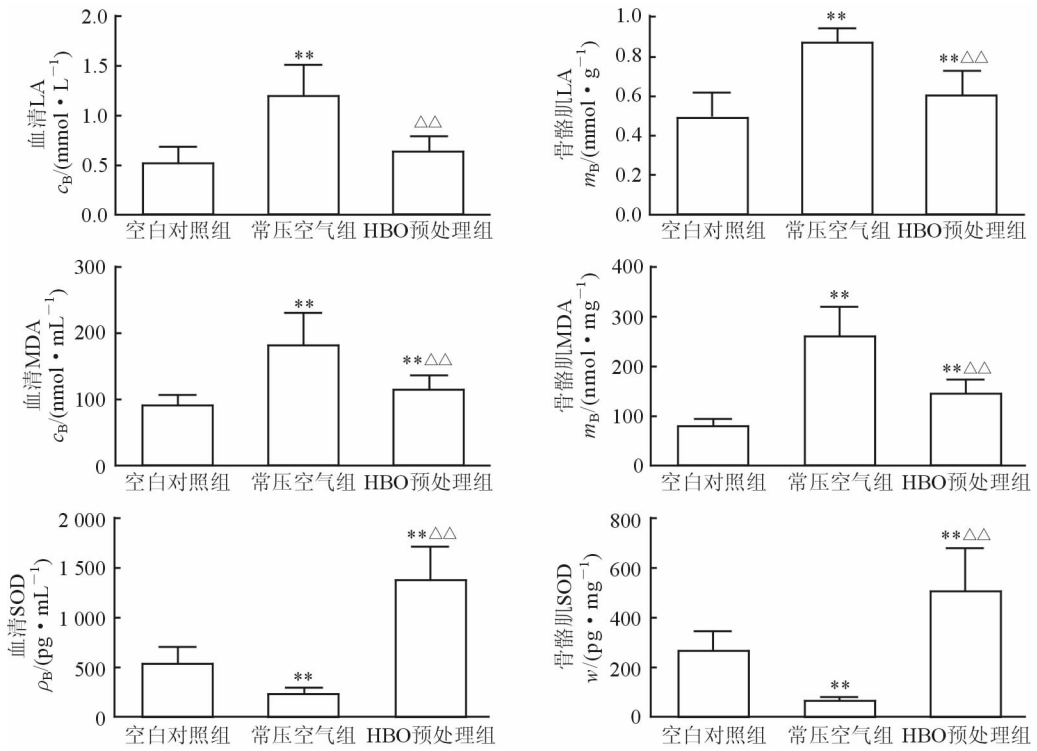 血清LA
cB/(mmol·L−1)
2.0
1.5
1.0
0.5
0.0
**
△△
空白对照组 常压空气组 HBO预处理组
骨骼肌LA
mB/(mmol·g−1)
1.0
0.8
0.6
0.4
0.2
0.0
**
**△△
空白对照组 常压空气组 HBO预处理组
血清MDA
cB/(nmol·mL−1)
300
200
100
0
**
**△△
空白对照组 常压空气组 HBO预处理组
骨骼肌MDA
mB/(nmol·mg−1)
400
300
200
100
0
**
**△△
空白对照组 常压空气组 HBO预处理组
血清SOD
ρB/(pg·mL−1)
2 000
1 500
1 000
500
0
**
**△△
空白对照组 常压空气组 HBO预处理组
骨骼肌SOD
w/(pg·mg−1)
800
600
400
200
0
**
**△△
空白对照组 常压空气组 HBO预处理组